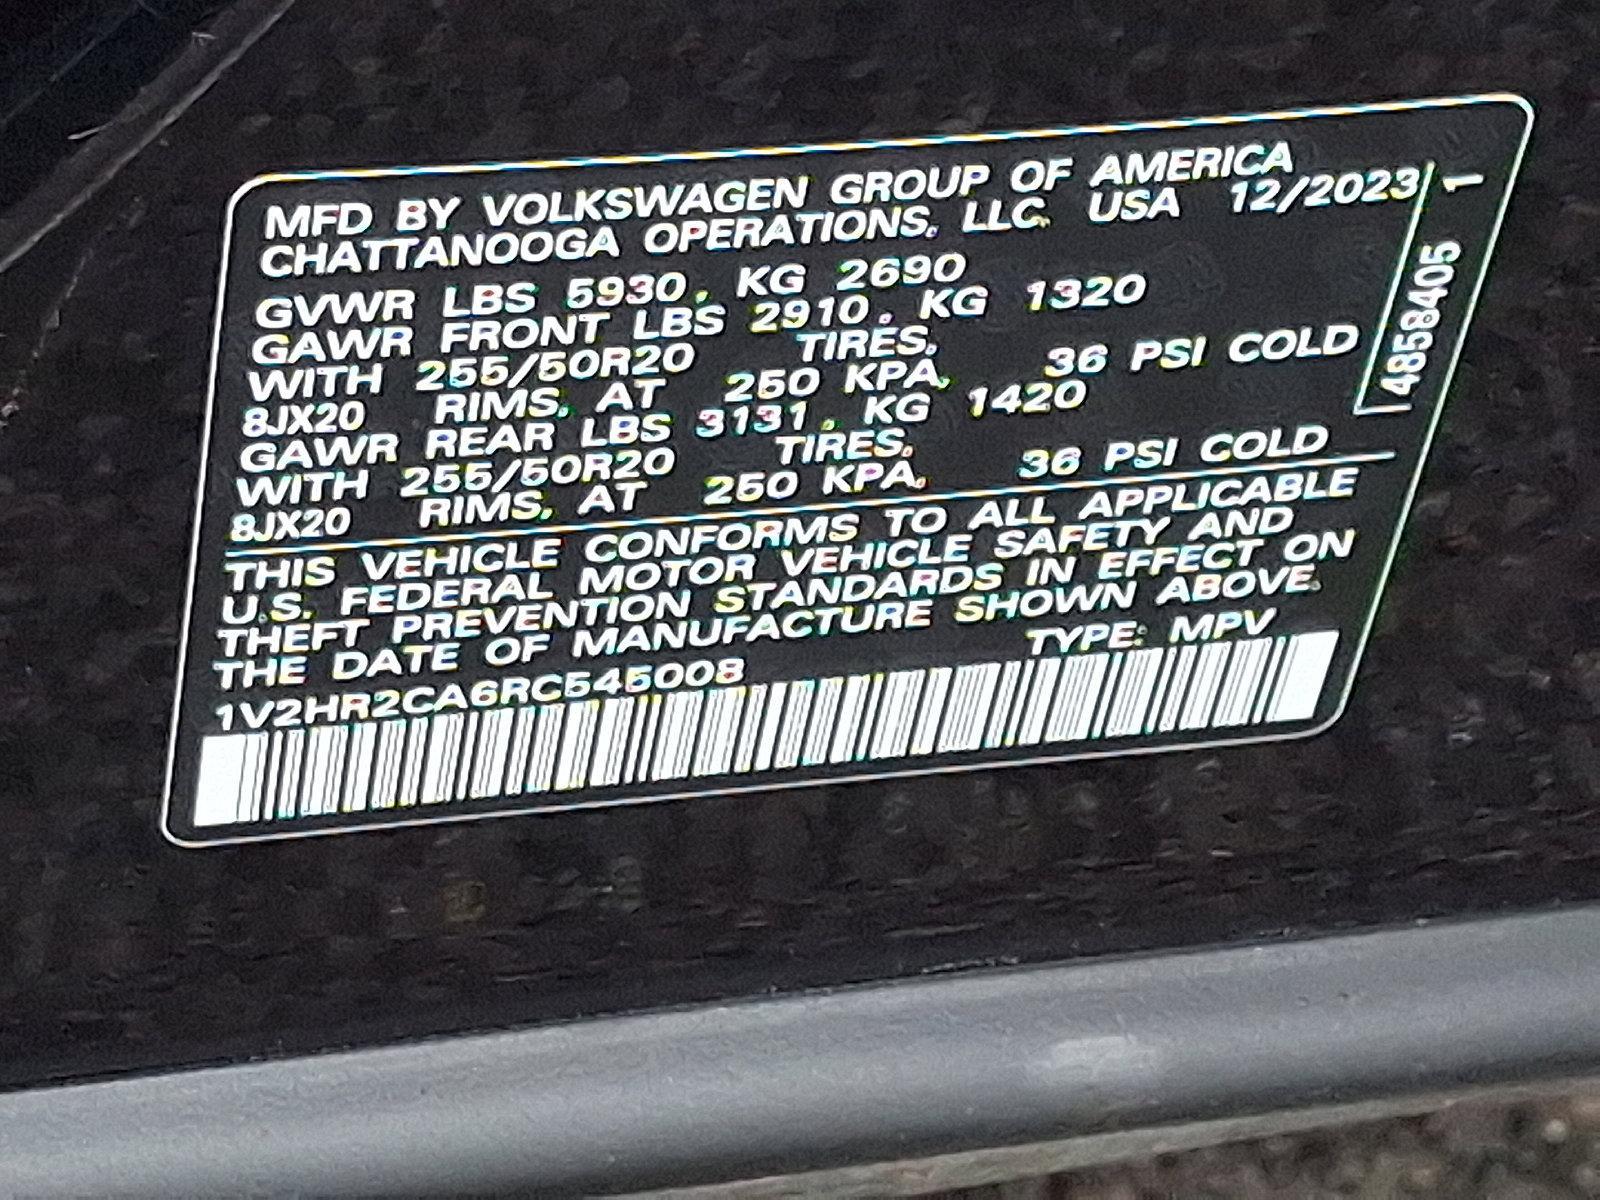 MFD BY VOLKSWAGEN GROUP OF AMERICA
CHATTANOOGA OPERATIONS, LLC. USA 12/2023
GVWR LBS 5930, KG 2690
GAWR FRONT LBS 2910, KG 1320
WITH 255/50R20 TIRES,
8JX20 RIMS, AT 250 KPA, 36 PSI COLD
GAWR REAR LBS 3131, KG 1420
WITH 255/50R20 TIRES,
8JX20 RIMS, AT 250 KPA, 36 PSI COLD
THIS VEHICLE CONFORMS TO ALL APPLICABLE
U.S. FEDERAL MOTOR VEHICLE SAFETY AND
THEFT PREVENTION STANDARDS IN EFFECT ON
THE DATE OF MANUFACTURE SHOWN ABOVE.
1V2HR2CA6RC545008 TYPE: MPV
4858405 1